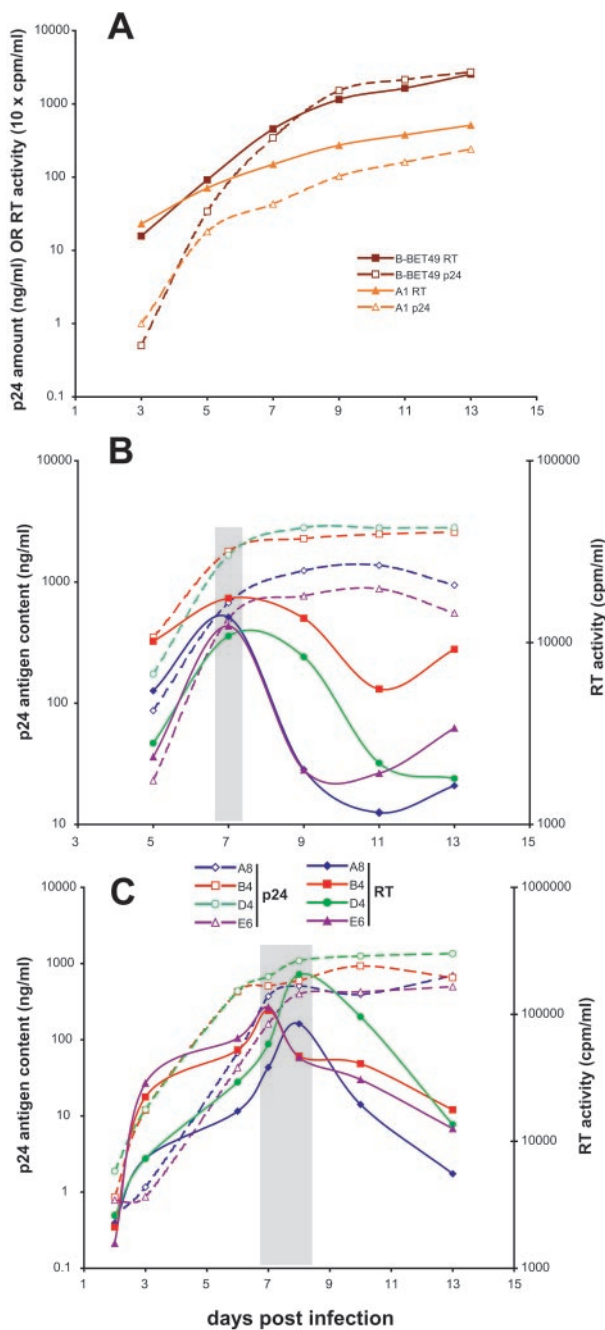 A
p24 amount (ng/ml) OR RT activity (10 x cpm/ml)
10000
1000
100
10
1
0.1
B-BET49 RT
B-BET49 p24
A1 RT
A1 p24
3 5 7 9 11 13 15
B
p24 antigen content (ng/ml)
10000
1000
100
10
100000
10000
1000
RT activity (cpm/ml)
3 5 7 9 11 13 15
C
A8
B4
D4
E6
p24
A8
B4
D4
E6
RT
p24 antigen content (ng/ml)
10000
1000
100
10
1
0.1
1000000
100000
10000
1000
RT activity (cpm/ml)
1 3 5 7 9 11 13 15
days post infection